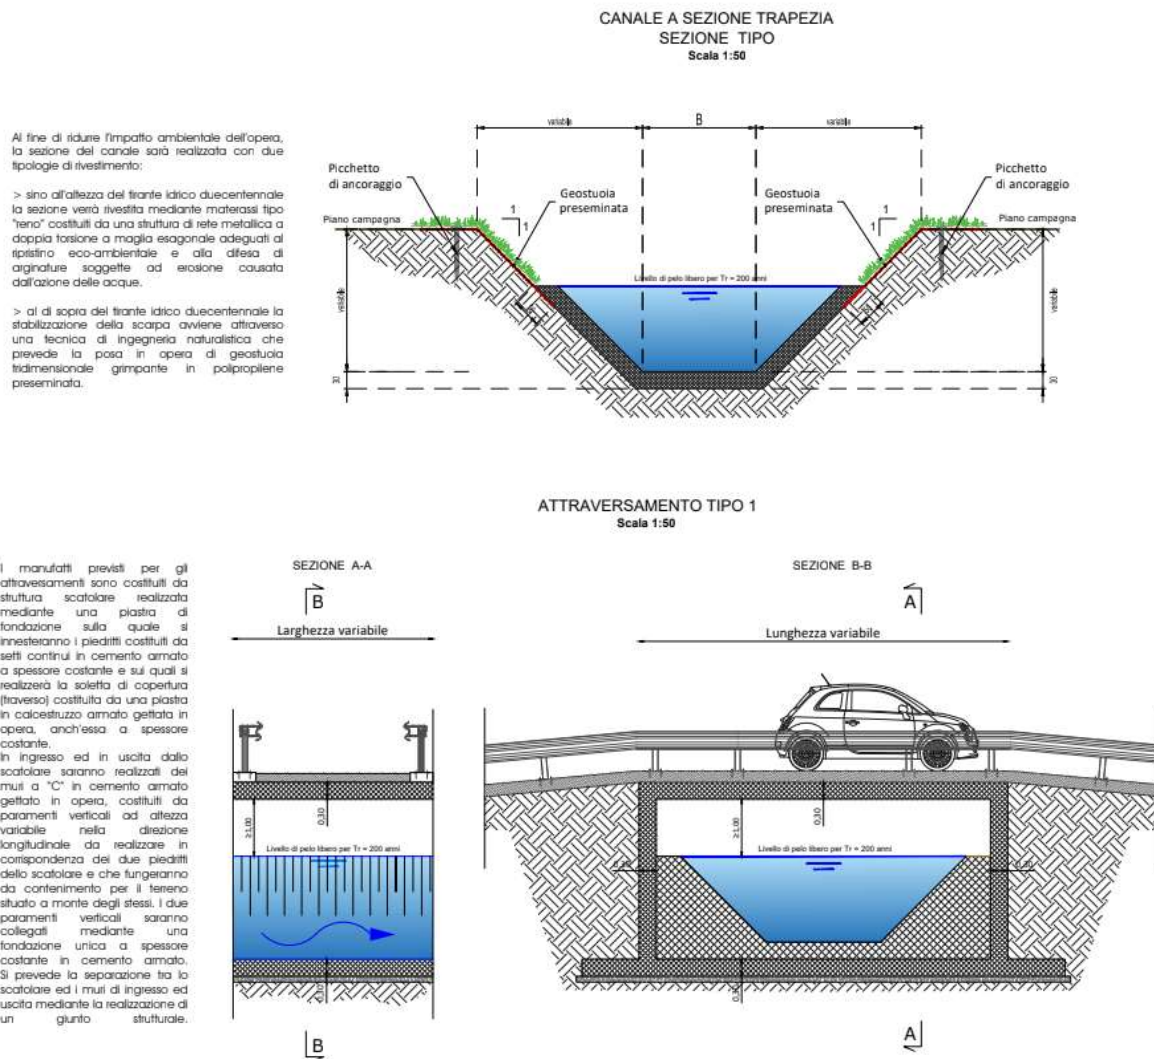 CANALE A SEZIONE TRAPEZIA
SEZIONE TIPO
Scala 1:50
Al fine di ridurre l'impatto ambientale dell'opera,
la sezione del canale sarà realizzata con due
tipologie di rivestimento:
> sino all'altezza del tirante idrico duecentennale
la sezione verrà rivestita mediante materassi tipo
"reno" costituiti da una struttura di rete metallica a
doppia torsione a maglia esagonale adeguati al
ripristino eco-ambientale e alla difesa di
arginature soggette ad erosione causata
dall'azione delle acque.
> al di sopra del tirante idrico duecentennale la
stabilizzazione della scarpa avviene attraverso
una tecnica di ingegneria naturalistica che
prevede la posa in opera di geostuoia
tridimensionale grimpante in polipropilene
preseminata.
variabile
B
variabile
Picchetto
di ancoraggio
Geostuoia
preseminata
Geostuoia
preseminata
Picchetto
di ancoraggio
1
1
1
1
Piano campagna
Piano campagna
Livello di pelo libero per Tr = 200 anni
variabile
variabile
30
30
ATTRAVERSAMENTO TIPO 1
Scala 1:50
I manufatti previsti per gli
attraversamenti sono costituiti da
struttura scatolare realizzata
mediante una piastra di
fondazione sulla quale si
innesteranno i piedritti costituiti da
setti continui in cemento armato
a spessore costante e sui quali si
realizzerà la soletta di copertura
(traverso) costituita da una piastra
in calcestruzzo armato gettata in
opera, anch'essa a spessore
costante.
In ingresso ed in uscita dallo
scatolare saranno realizzati dei
muri a "C" in cemento armato
gettato in opera, costituiti da
paramenti verticali ad altezza
variabile nella direzione
longitudinale da realizzare in
corrispondenza dei due piedritti
dello scatolare e che fungeranno
da contenimento per il terreno
situato a monte degli stessi. I due
paramenti verticali saranno
collegati mediante una
fondazione unica a spessore
costante in cemento armato.
Si prevede la separazione tra lo
scatolare ed i muri di ingresso ed
uscita mediante la realizzazione di
un giunto strutturale.
SEZIONE A-A
B
Larghezza variabile
≥1,00
0,30
Livello di pelo libero per Tr = 200 anni
0,30
B
SEZIONE B-B
A
Lunghezza variabile
≥1,00
0,30
Livello di pelo libero per Tr = 200 anni
0,30
0,30
0,30
A